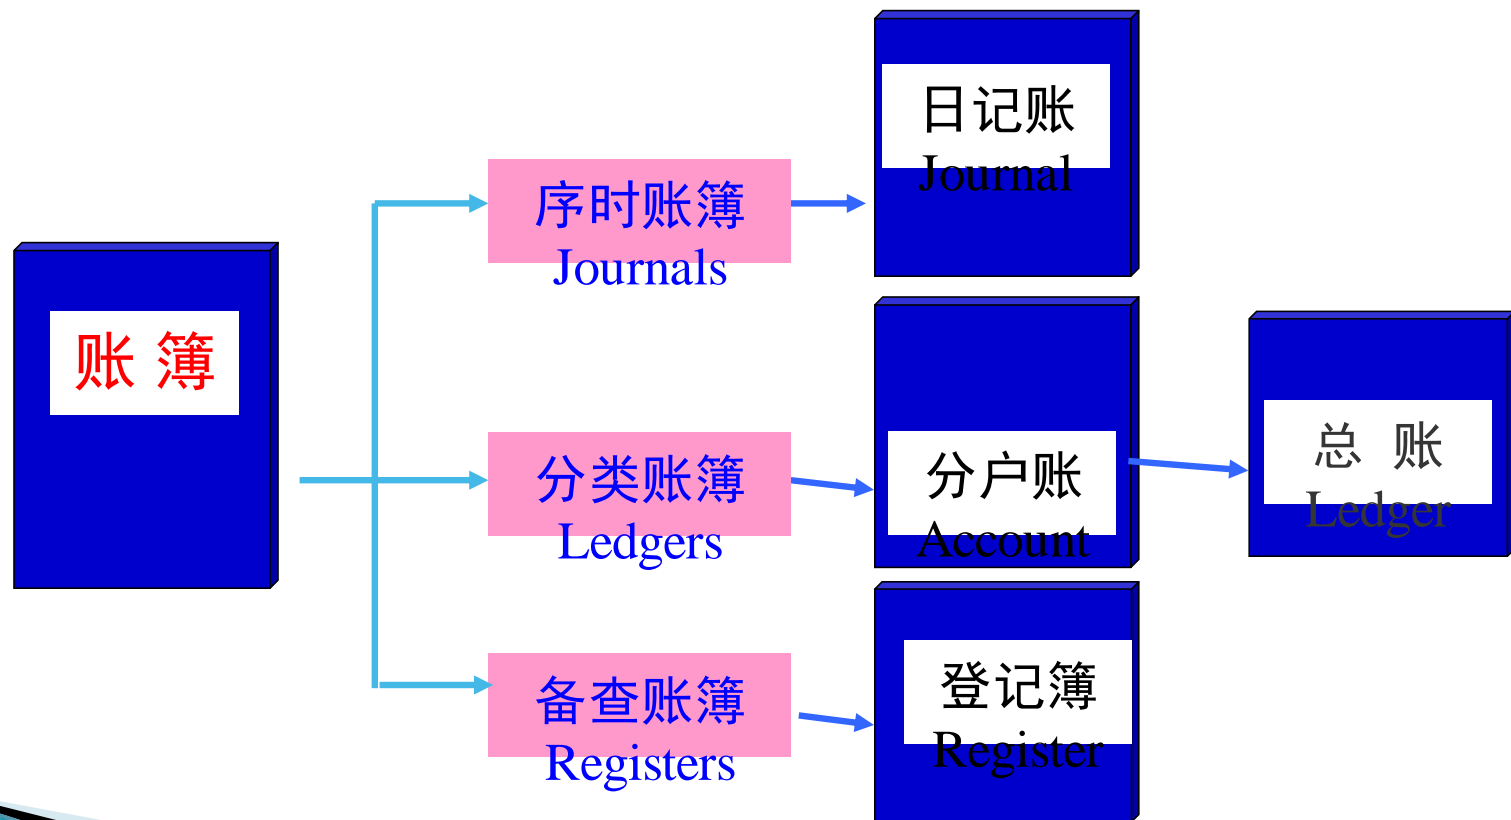 账 簿
序时账簿
Journals
日记账
Journal
分类账簿
Ledgers
分户账
Account
总 账
Ledger
备查账簿
Registers
登记簿
Register